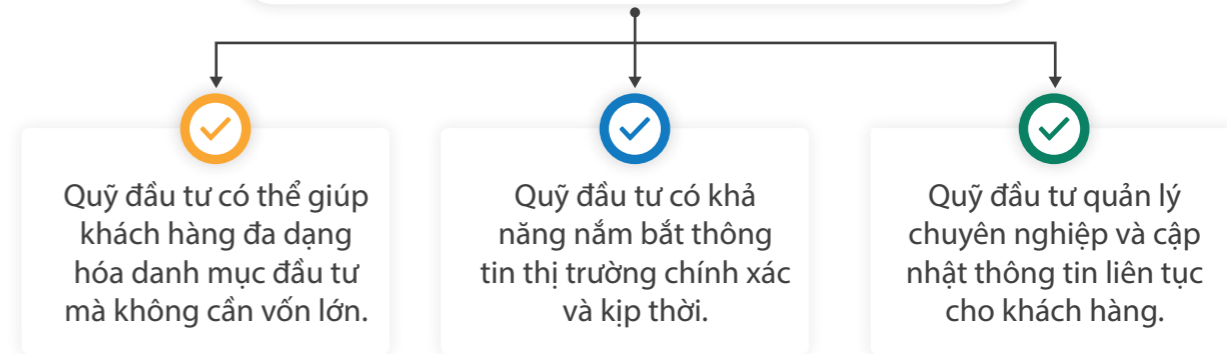 Quỹ đầu tư có thể giúp
khách hàng đa dạng
hóa danh mục đầu tư
mà không cần vốn lớn.
Quỹ đầu tư có khả
năng nắm bắt thông
tin thị trường chính xác
và kịp thời.
Quỹ đầu tư quản lý
chuyên nghiệp và cập
nhật thông tin liên tục
cho khách hàng.